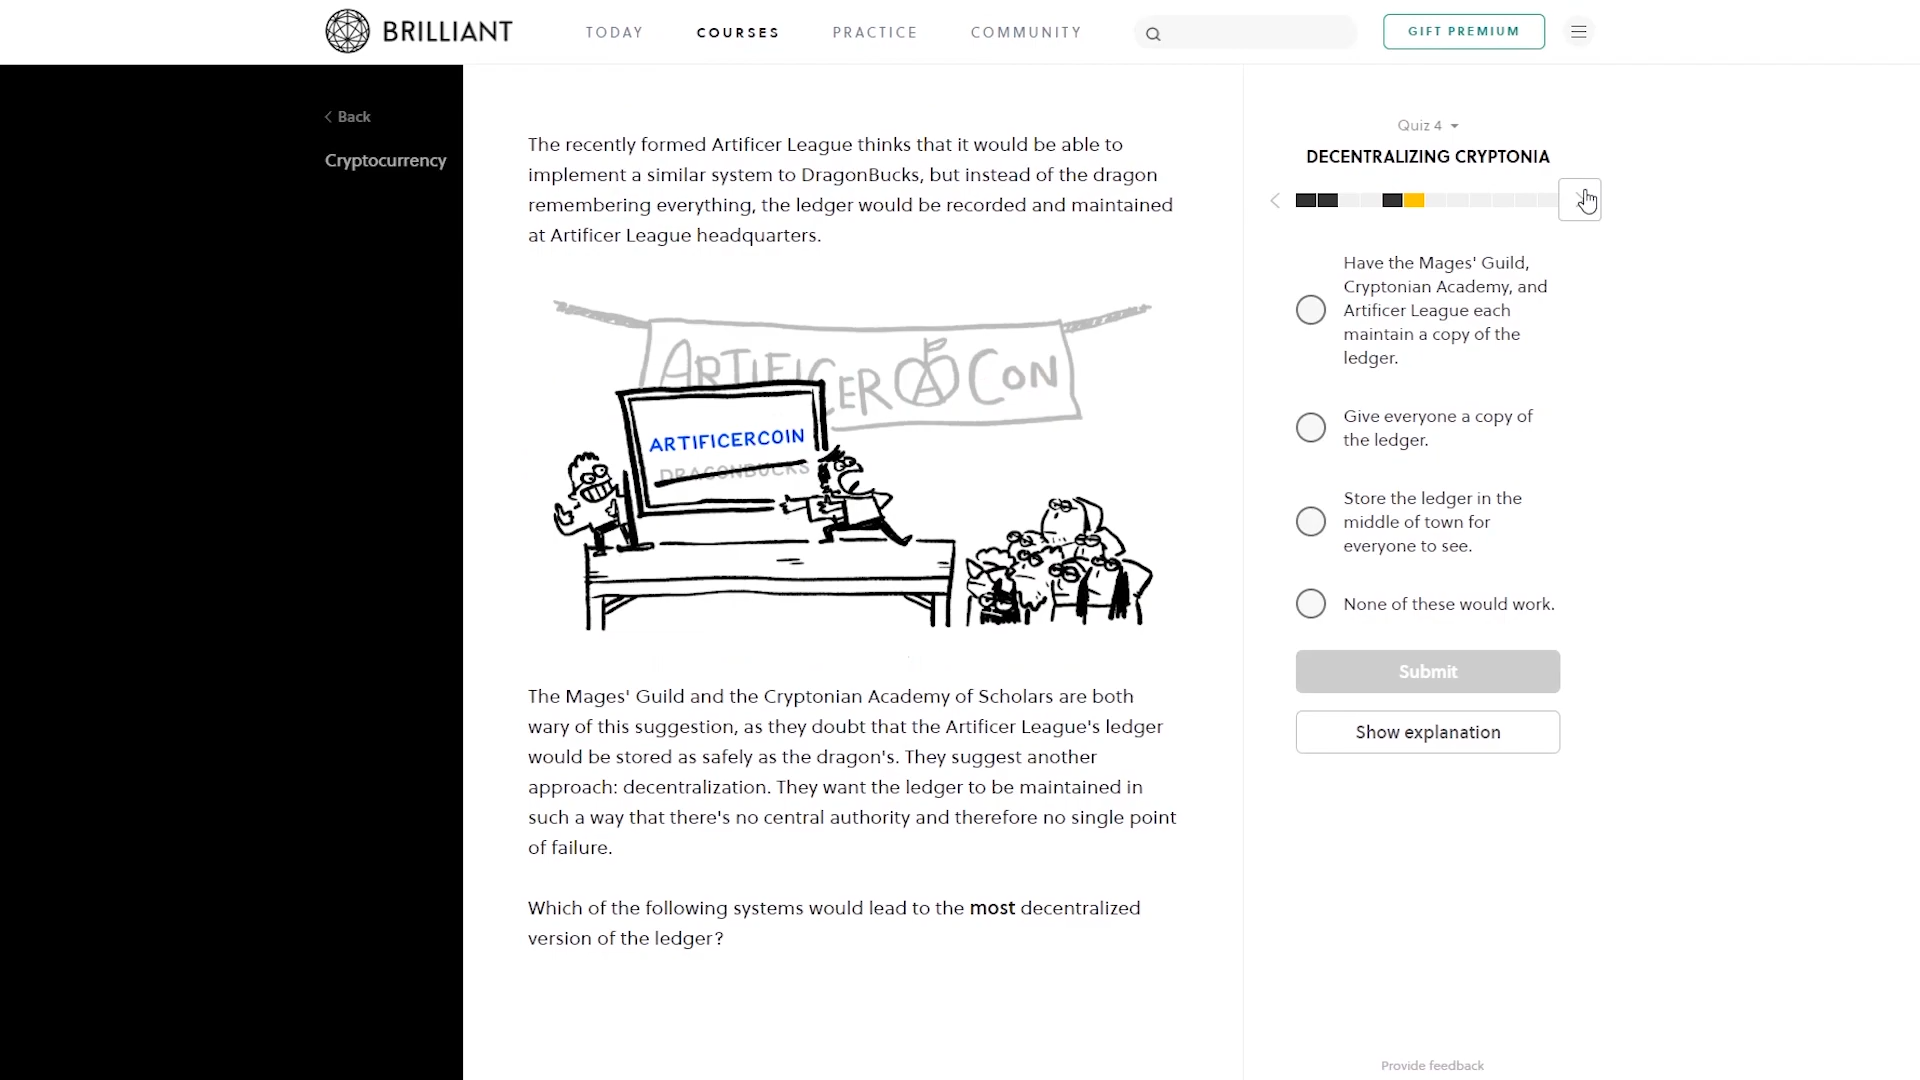 BRILLIANT
TODAY
COURSES
PRACTICE
COMMUNITY
GIFT PREMIUM
Back
Cryptocurrency
The recently formed Artificer League thinks that it would be able to
implement a similar system to DragonBucks, but instead of the dragon
remembering everything, the ledger would be recorded and maintained
at Artificer League headquarters.
ARTIFICER CON
ARTIFICERCOIN
DRAGONBUCKS
The Mages' Guild and the Cryptonian Academy of Scholars are both
wary of this suggestion, as they doubt that the Artificer League's ledger
would be stored as safely as the dragon's. They suggest another
approach: decentralization. They want the ledger to be maintained in
such a way that there's no central authority and therefore no single point
of failure.
Which of the following systems would lead to the most decentralized
version of the ledger?
Quiz 4
DECENTRALIZING CRYPTONIA
Have the Mages' Guild,
Cryptonian Academy, and
Artificer League each
maintain a copy of the
ledger.
Give everyone a copy of
the ledger.
Store the ledger in the
middle of town for
everyone to see.
None of these would work.
Submit
Show explanation
Provide feedback